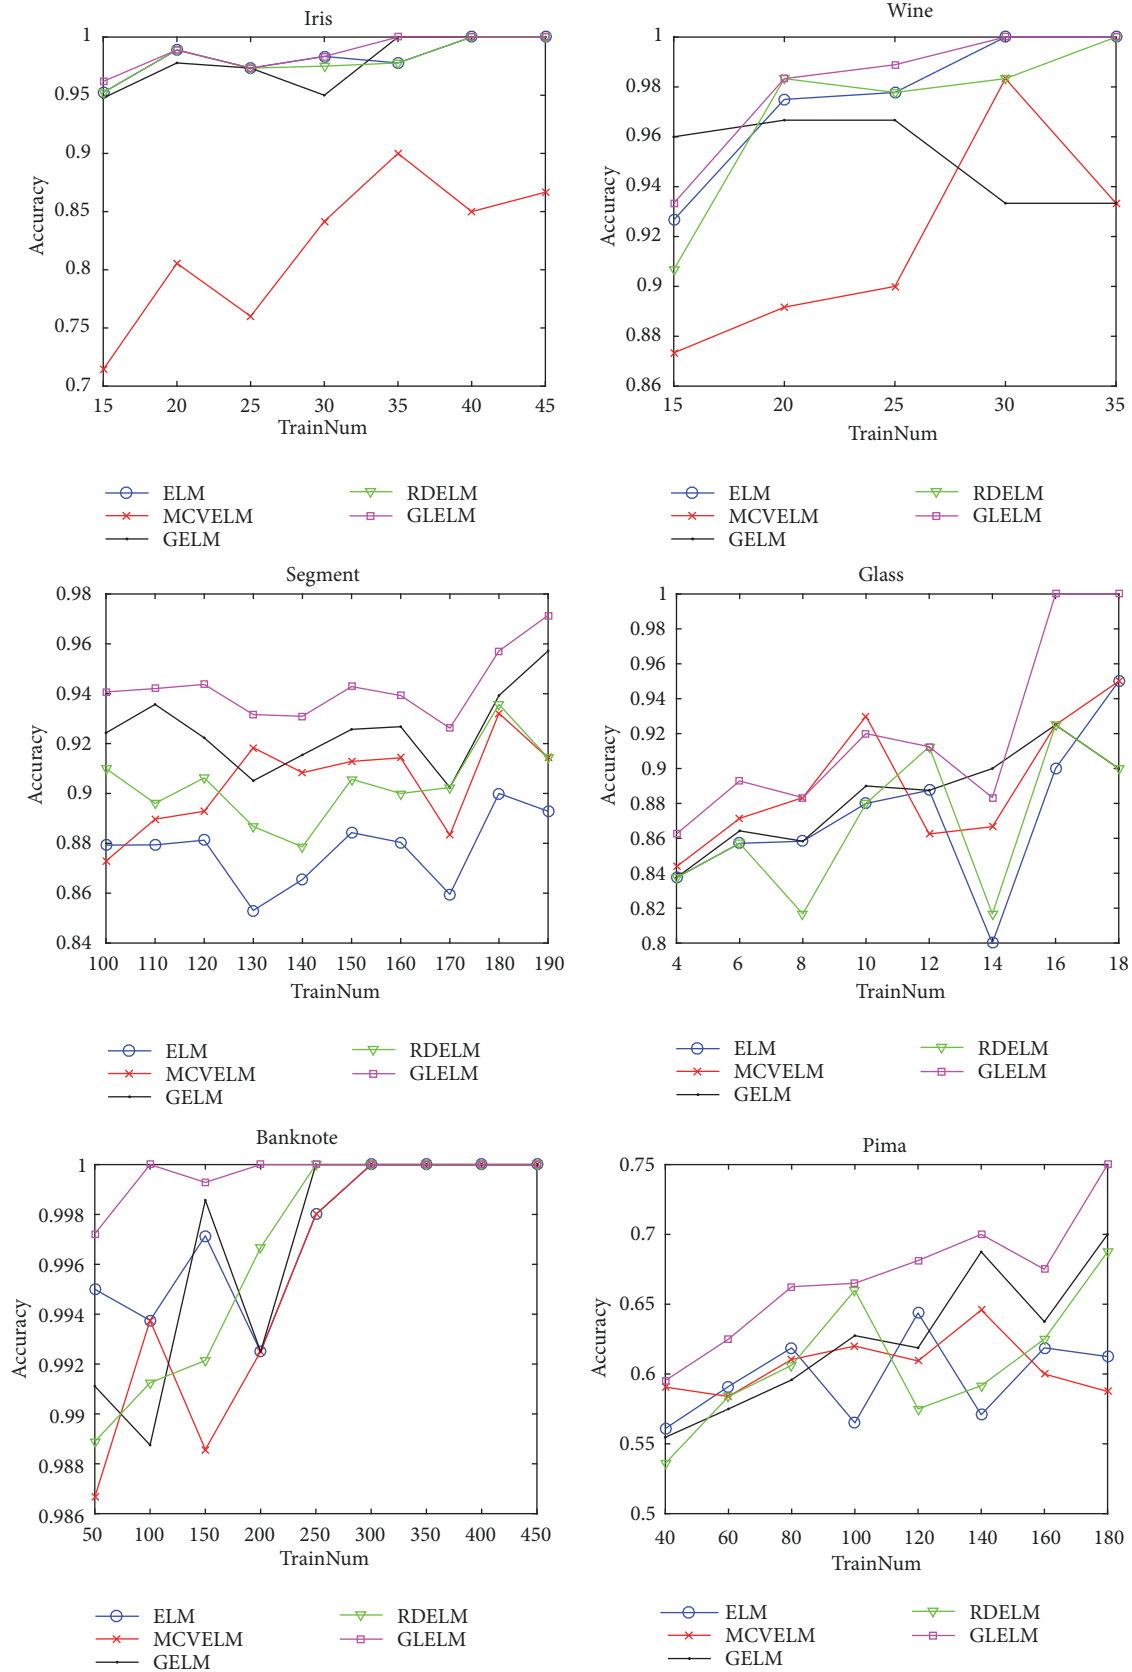 Iris
1
0.95
0.9
0.85
0.8
0.75
0.7
Accuracy
15 20 25 30 35 40 45
TrainNum
ELM
MCVELM
GELM
RDELM
GLELM
Wine
1
0.98
0.96
0.94
0.92
0.9
0.88
0.86
Accuracy
15 20 25 30 35
TrainNum
ELM
MCVELM
GELM
RDELM
GLELM
Segment
0.98
0.96
0.94
0.92
0.9
0.88
0.86
0.84
Accuracy
100 110 120 130 140 150 160 170 180 190
TrainNum
ELM
MCVELM
GELM
RDELM
GLELM
Glass
1
0.98
0.96
0.94
0.92
0.9
0.88
0.86
0.84
0.82
0.8
Accuracy
4 6 8 10 12 14 16 18
TrainNum
ELM
MCVELM
GELM
RDELM
GLELM
Banknote
1
0.998
0.996
0.994
0.992
0.99
0.988
0.986
Accuracy
50 100 150 200 250 300 350 400 450
TrainNum
ELM
MCVELM
GELM
RDELM
GLELM
Pima
0.75
0.7
0.65
0.6
0.55
0.5
Accuracy
40 60 80 100 120 140 160 180
TrainNum
ELM
MCVELM
GELM
RDELM
GLELM